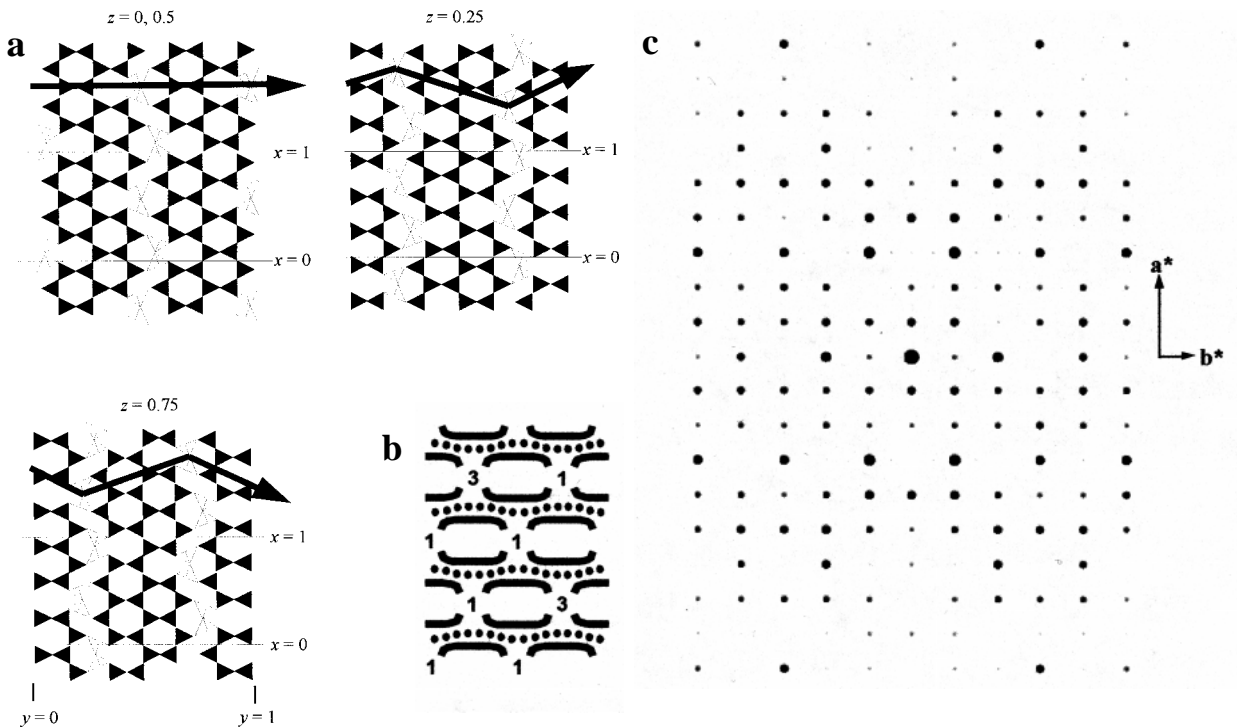 a
z = 0, 0.5
x = 1
x = 0
z = 0.25
x = 1
x = 0
z = 0.75
x = 1
x = 0
y = 0
y = 1
b
3 1
1 1
1 3
1 1
c
a*
b*